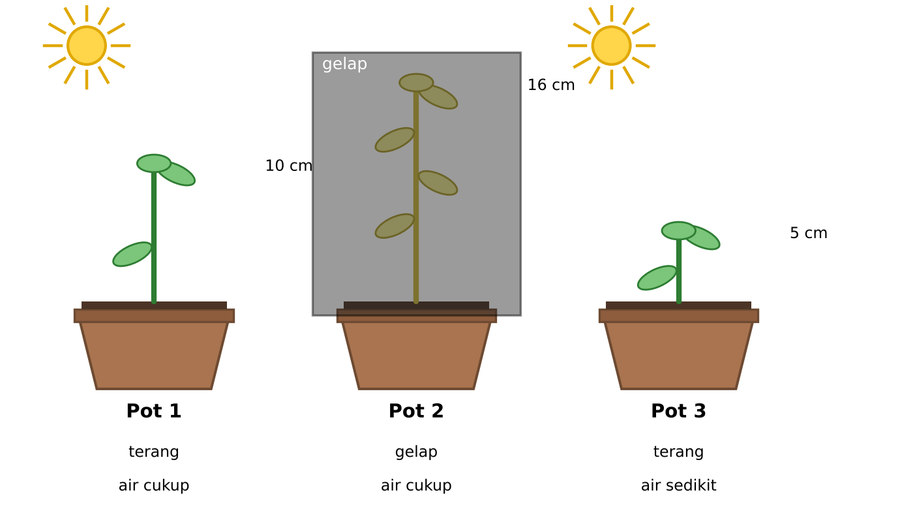 gelap
16 cm
10 cm
5 cm
Pot 1
terang
air cukup
Pot 2
gelap
air cukup
Pot 3
terang
air sedikit